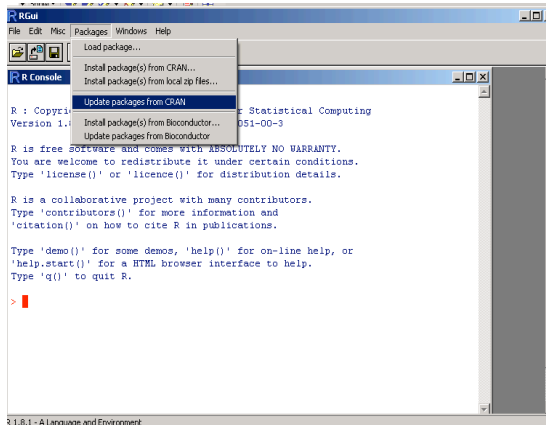 RGui
File Edit Misc Packages Windows Help
Load package...
Install package(s) from CRAN...
Install package(s) from local zip files...
Update packages from CRAN
Install package(s) from Bioconductor...
Update packages from Bioconductor
R Console
R : Copyri r Statistical Computing
Version 1. 051-00-3
R is free software and comes with ABSOLUTELY NO WARRANTY.
You are welcome to redistribute it under certain conditions.
Type 'license()' or 'licence()' for distribution details.
R is a collaborative project with many contributors.
Type 'contributors()' for more information and
'citation()' on how to cite R in publications.
Type 'demo()' for some demos, 'help()' for on-line help, or
'help.start()' for a HTML browser interface to help.
Type 'q()' to quit R.
>
R 1.8.1 - A Language and Environment